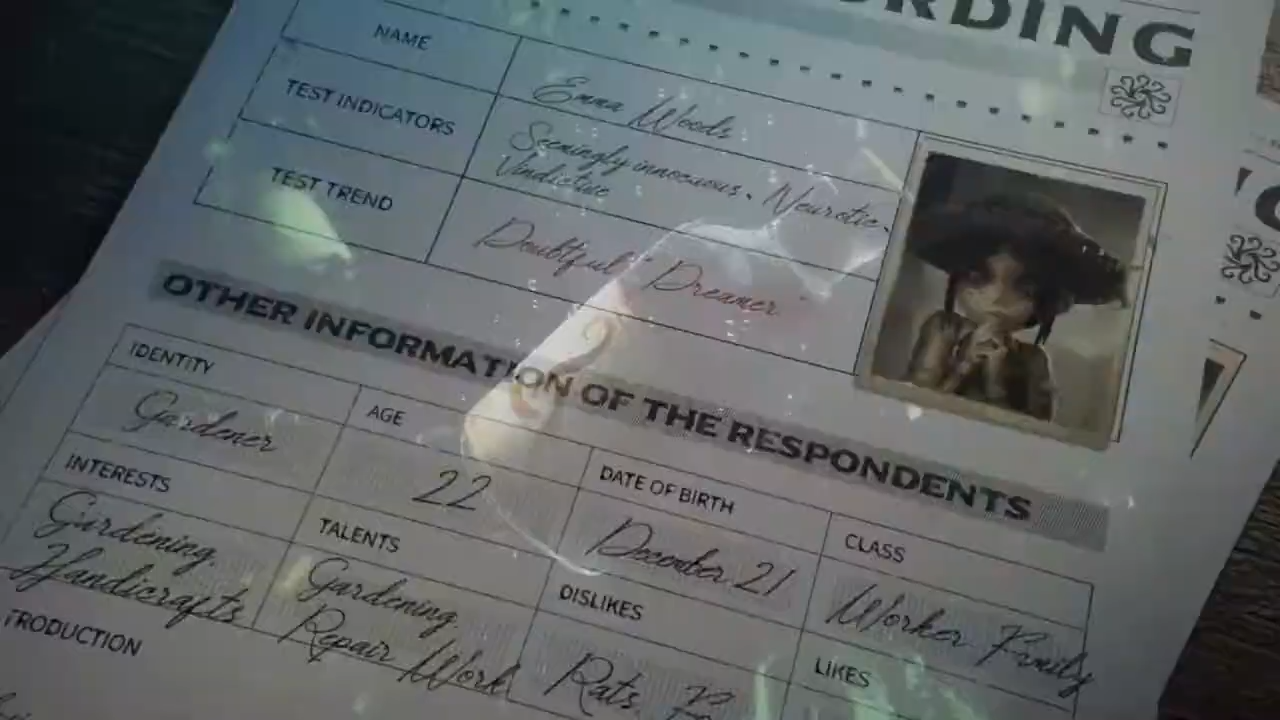 RDING
NAME
Emma Woods
TEST INDICATORS
Seemingly innocuous. Neurotic.
Vindictive
TEST TREND
Doubtful "Dreamer"
OTHER INFORMATION OF THE RESPONDENTS
IDENTITY
Gardener
AGE
22
DATE OF BIRTH
December 21
CLASS
Worker Family
INTERESTS
Gardening.
Handicrafts
TALENTS
Gardening
Repair Work
DISLIKES
Rats.
LIKES
TRODUCTION